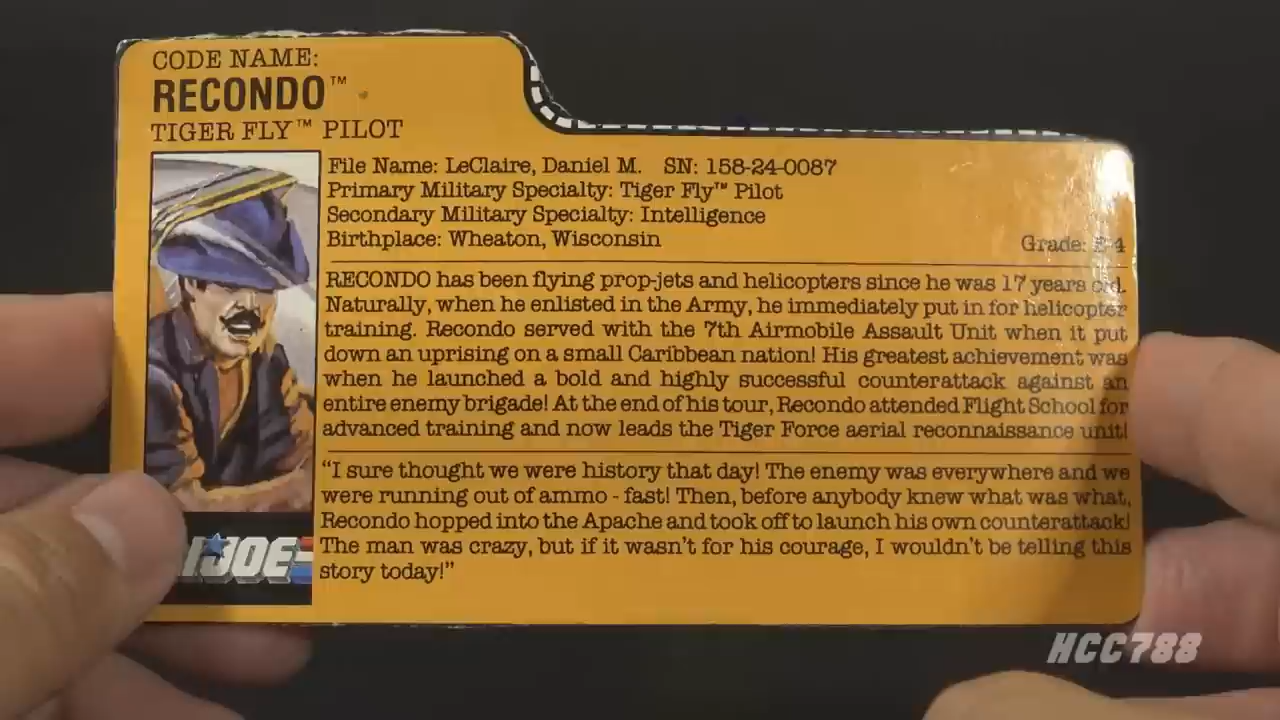 CODE NAME:
RECONDO™
TIGER FLY™ PILOT
File Name: LeClaire, Daniel M. SN: 158-24-0087
Primary Military Specialty: Tiger Fly™ Pilot
Secondary Military Specialty: Intelligence
Birthplace: Wheaton, Wisconsin
Grade: E-4
RECONDO has been flying prop-jets and helicopters since he was 17 years old.
Naturally, when he enlisted in the Army, he immediately put in for helicopter
training. Recondo served with the 7th Airmobile Assault Unit when it put
down an uprising on a small Caribbean nation! His greatest achievement was
when he launched a bold and highly successful counterattack against an
entire enemy brigade! At the end of his tour, Recondo attended Flight School for
advanced training and now leads the Tiger Force aerial reconnaissance unit!
“I sure thought we were history that day! The enemy was everywhere and we
were running out of ammo - fast! Then, before anybody knew what was what,
Recondo hopped into the Apache and took off to launch his own counterattack!
The man was crazy, but if it wasn't for his courage, I wouldn't be telling this
story today!”
JOE
HCC788